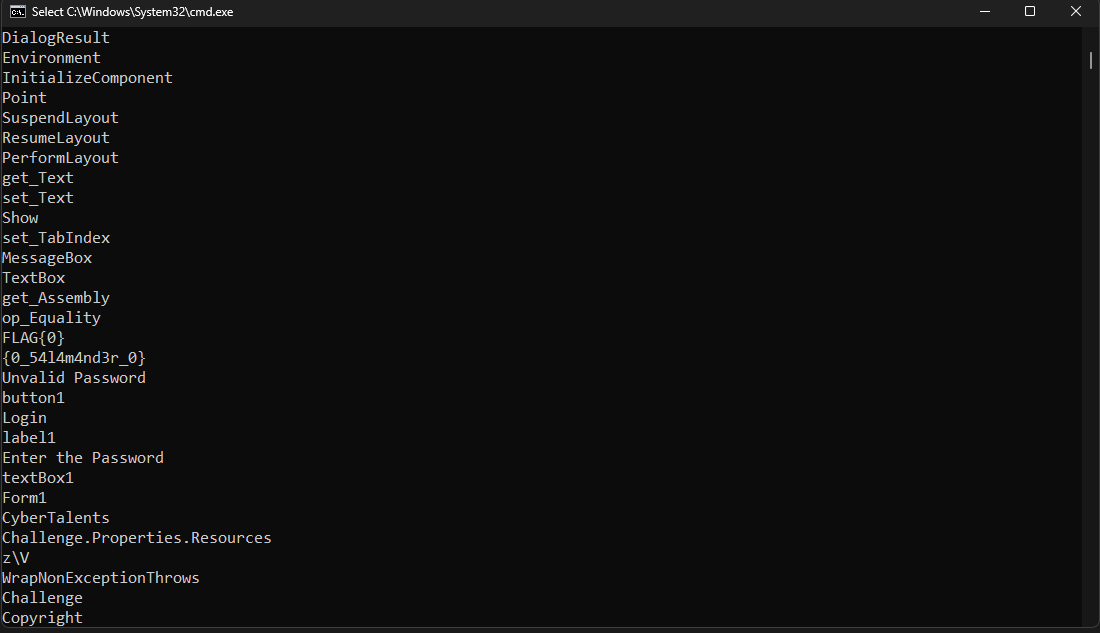 Select C:\Windows\System32\cmd.exe
DialogResult
Environment
InitializeComponent
Point
SuspendLayout
ResumeLayout
PerformLayout
get_Text
set_Text
Show
set_TabIndex
MessageBox
TextBox
get_Assembly
op_Equality
FLAG{0}
{0_54l4m4nd3r_0}
Unvalid Password
button1
Login
label1
Enter the Password
textBox1
Form1
CyberTalents
Challenge.Properties.Resources
z\V
WrapNonExceptionThrows
Challenge
Copyright